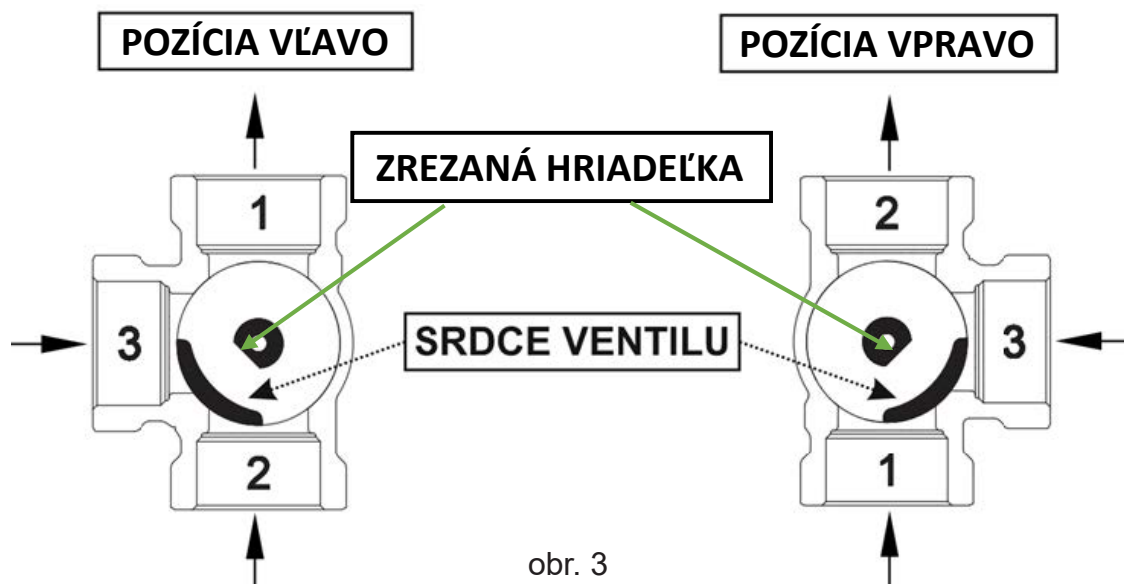 POZÍCIA VĽAVO
POZÍCIA VPRAVO
ZREZANÁ HRIADEĽKA
1
2
3
SRDCE VENTILU
3
2
1
obr. 3